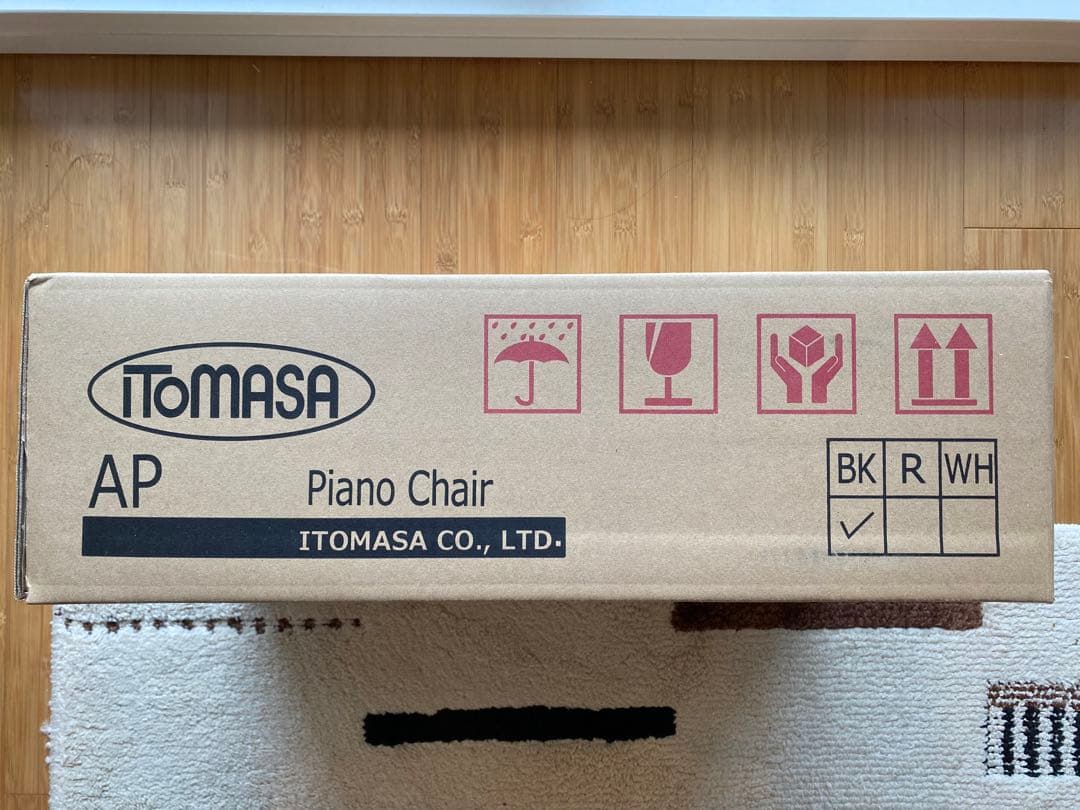 iToMASA
AP
Piano Chair
ITOMASA CO., LTD.
BK R WH